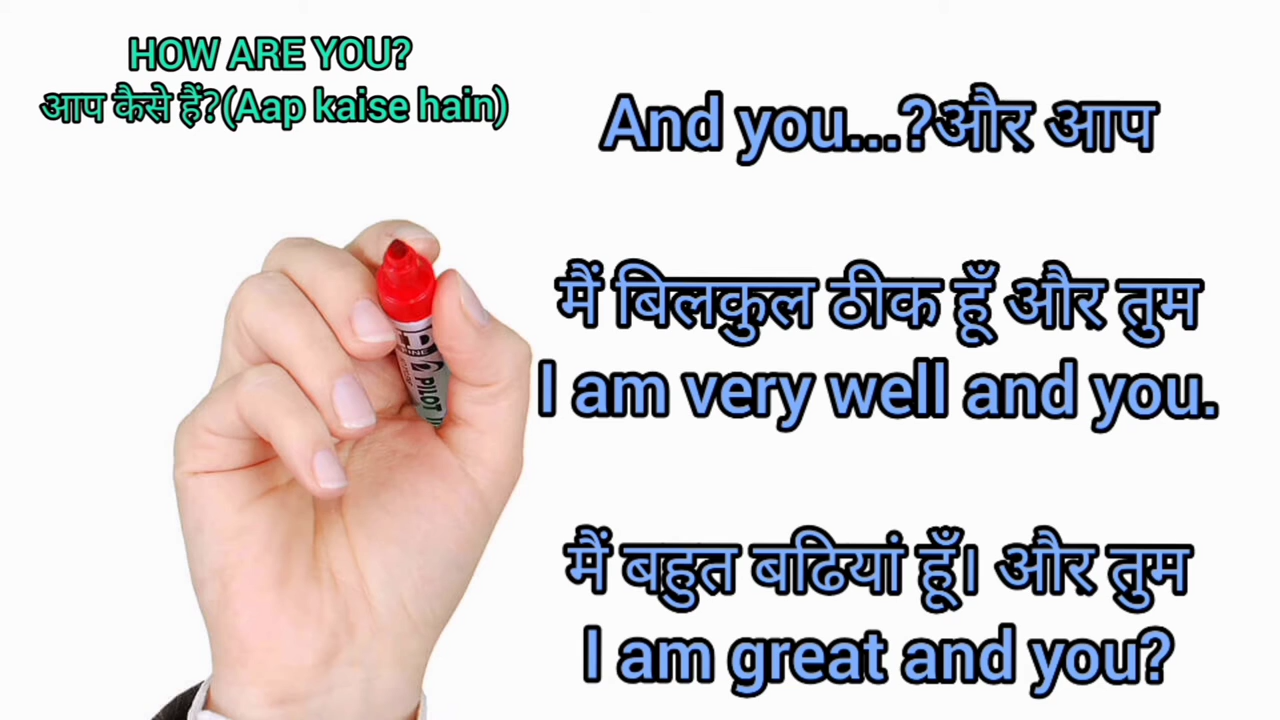 HOW ARE YOU?
आप कैसे हैं?(Aap kaise hain)
And you...?और आप
मैं बिलकुल ठीक हूँ और तुम
I am very well and you.
मैं बहुत बढियां हूँ। और तुम
I am great and you?
PILOT